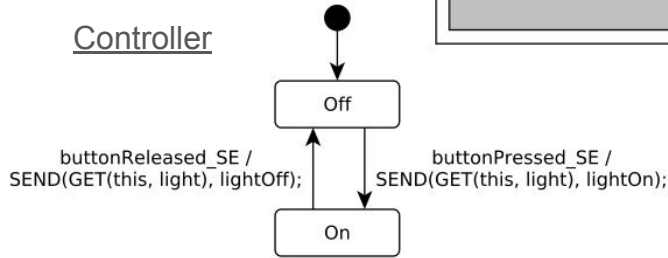 Controller
Off
buttonReleased_SE /
SEND(GET(this, light), lightOff);
buttonPressed_SE /
SEND(GET(this, light), lightOn);
On